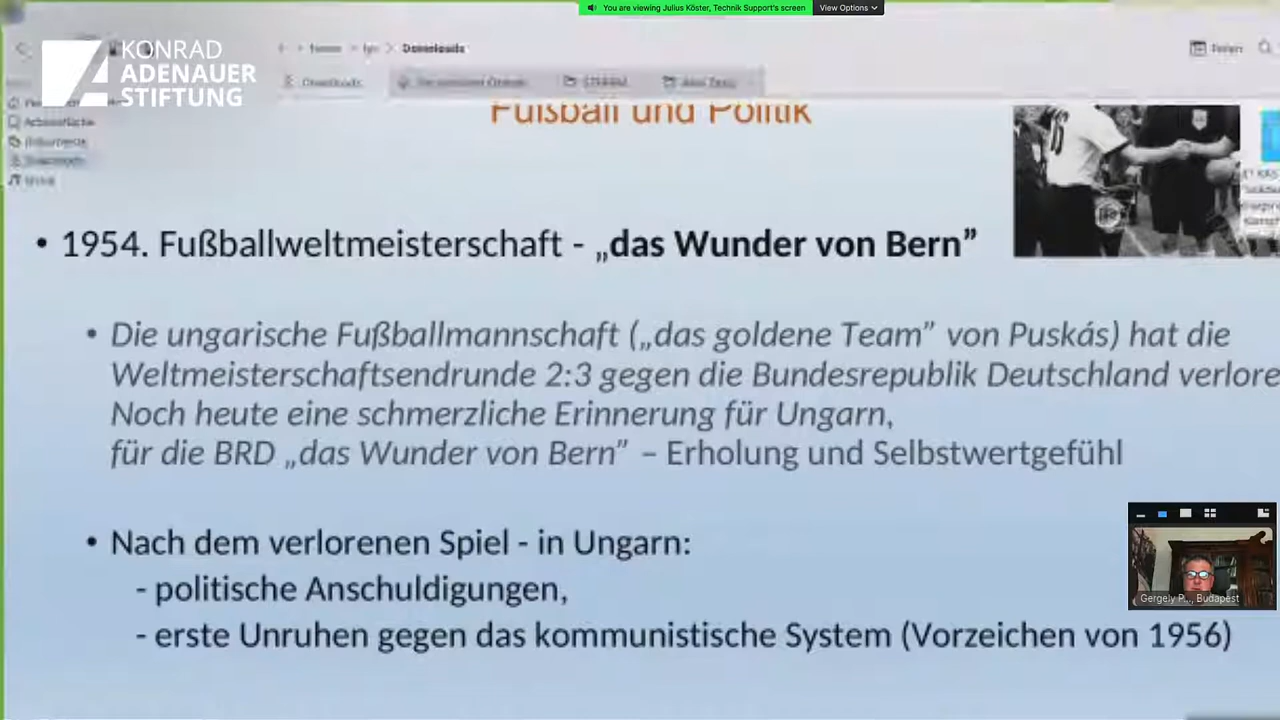 You are viewing Julius Köster, Technik Support's screen
View Options
KONRAD
ADENAUER
STIFTUNG
Downloads
Downloads
Fußball und Politik
• 1954. Fußballweltmeisterschaft - „das Wunder von Bern”
• Die ungarische Fußballmannschaft („das goldene Team” von Puskás) hat die
Weltmeisterschaftsendrunde 2:3 gegen die Bundesrepublik Deutschland verlore
Noch heute eine schmerzliche Erinnerung für Ungarn,
für die BRD „das Wunder von Bern” – Erholung und Selbstwertgefühl
• Nach dem verlorenen Spiel - in Ungarn:
- politische Anschuldigungen,
- erste Unruhen gegen das kommunistische System (Vorzeichen von 1956)
Gergely P..., Budapest